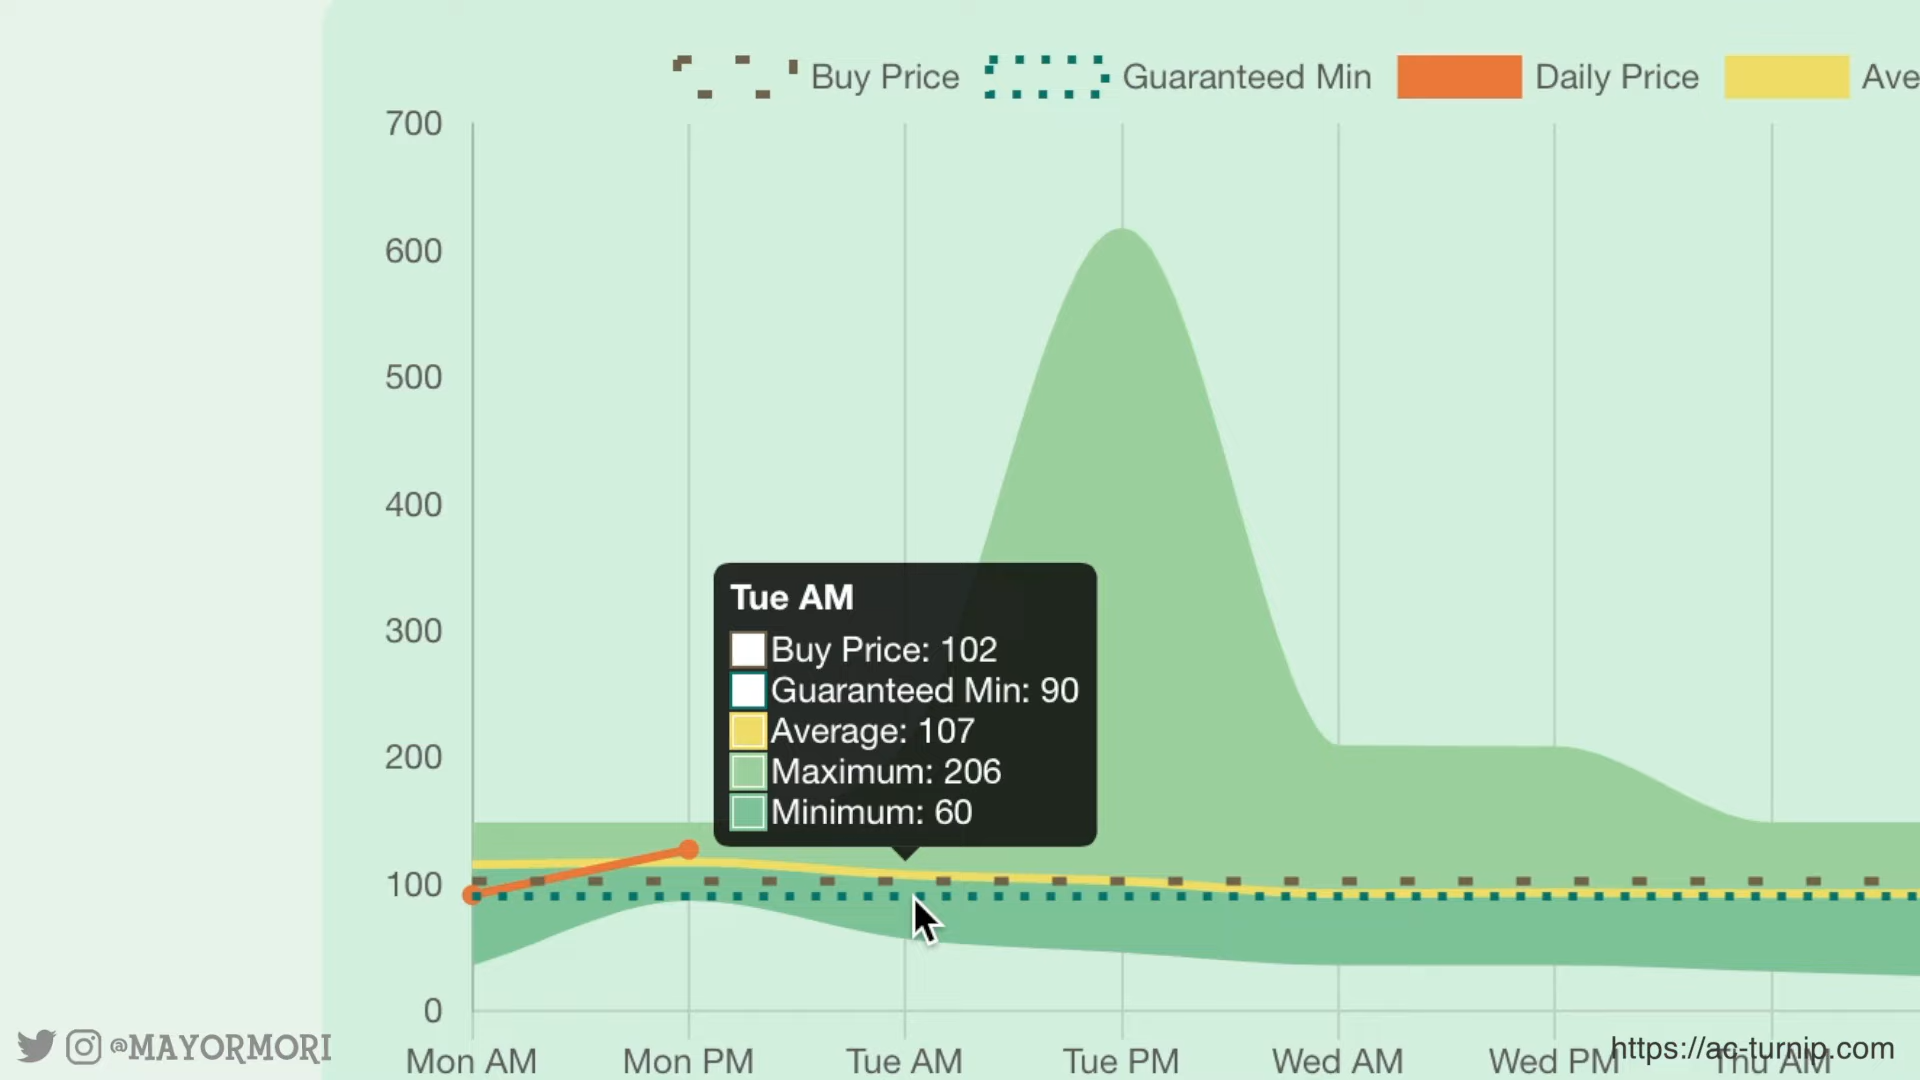 Buy Price Guaranteed Min Daily Price Ave
700
600
500
400
300
200
100
0
Tue AM
Buy Price: 102
Guaranteed Min: 90
Average: 107
Maximum: 206
Minimum: 60
Mon AM Mon PM Tue AM Tue PM Wed AM Wed PM Thu AM
@MAYORMORI
https://ac-turnip.com